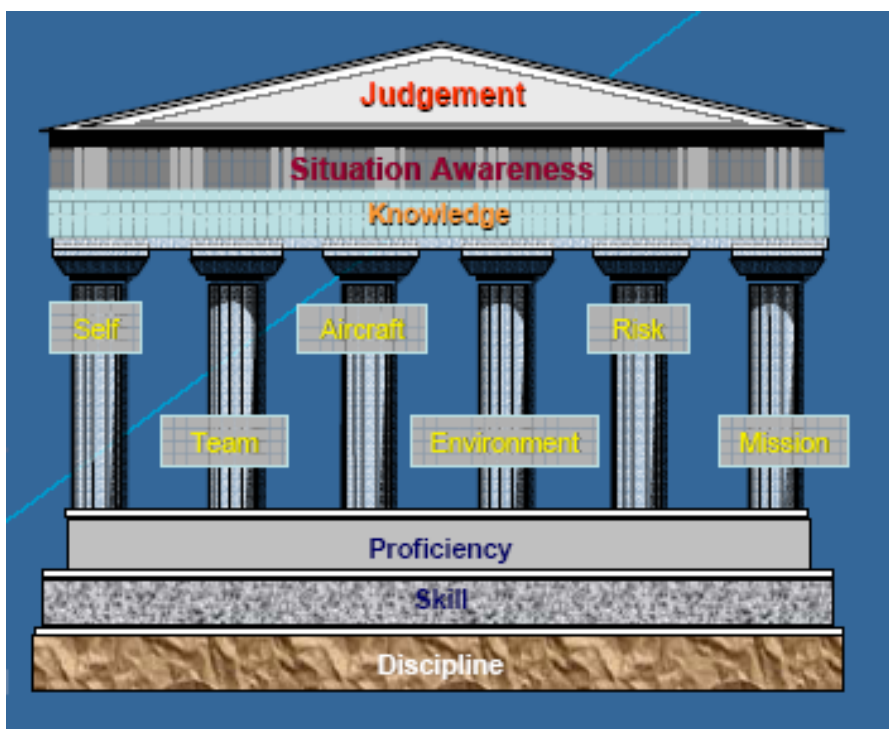 Judgement
Situation Awareness
Knowledge
Self
Aircraft
Risk
Team
Environment
Mission
Proficiency
Skill
Discipline